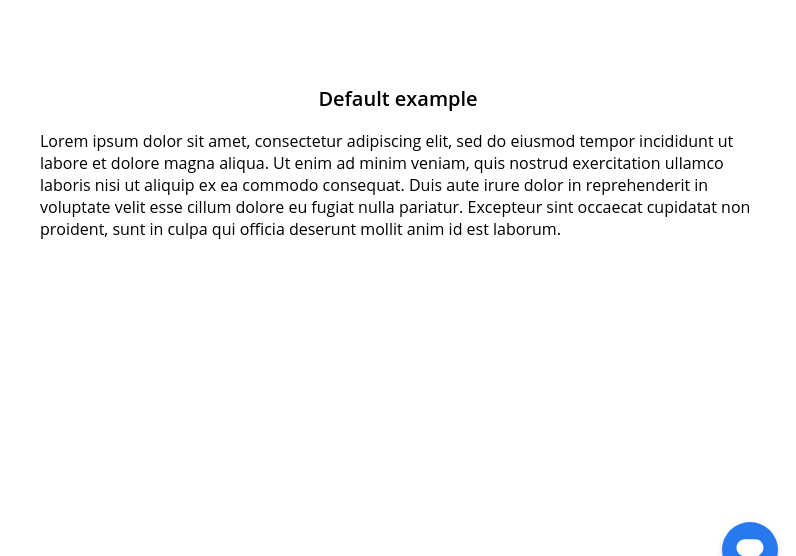 Default example
Lorem ipsum dolor sit amet, consectetur adipiscing elit, sed do eiusmod tempor incididunt ut
labore et dolore magna aliqua. Ut enim ad minim veniam, quis nostrud exercitation ullamco
laboris nisi ut aliquip ex ea commodo consequat. Duis aute irure dolor in reprehenderit in
voluptate velit esse cillum dolore eu fugiat nulla pariatur. Excepteur sint occaecat cupidatat non
proident, sunt in culpa qui officia deserunt mollit anim id est laborum.